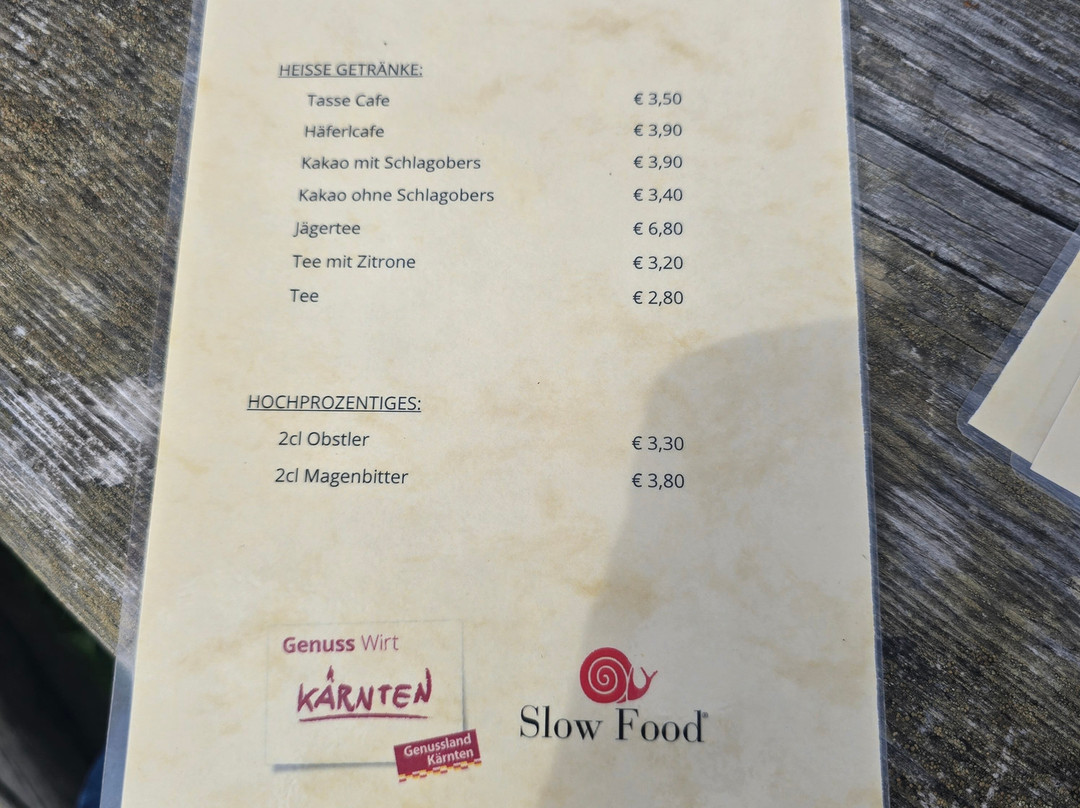 HEISSE GETRÄNKE:
Tasse Cafe € 3,50
Häferlcafe € 3,90
Kakao mit Schlagobers € 3,90
Kakao ohne Schlagobers € 3,40
Jägertee € 6,80
Tee mit Zitrone € 3,20
Tee € 2,80
HOCHPROZENTIGES:
2cl Obstler € 3,30
2cl Magenbitter € 3,80
Genuss Wirt
KÄRNTEN
Genussland
Kärnten
Slow Food®